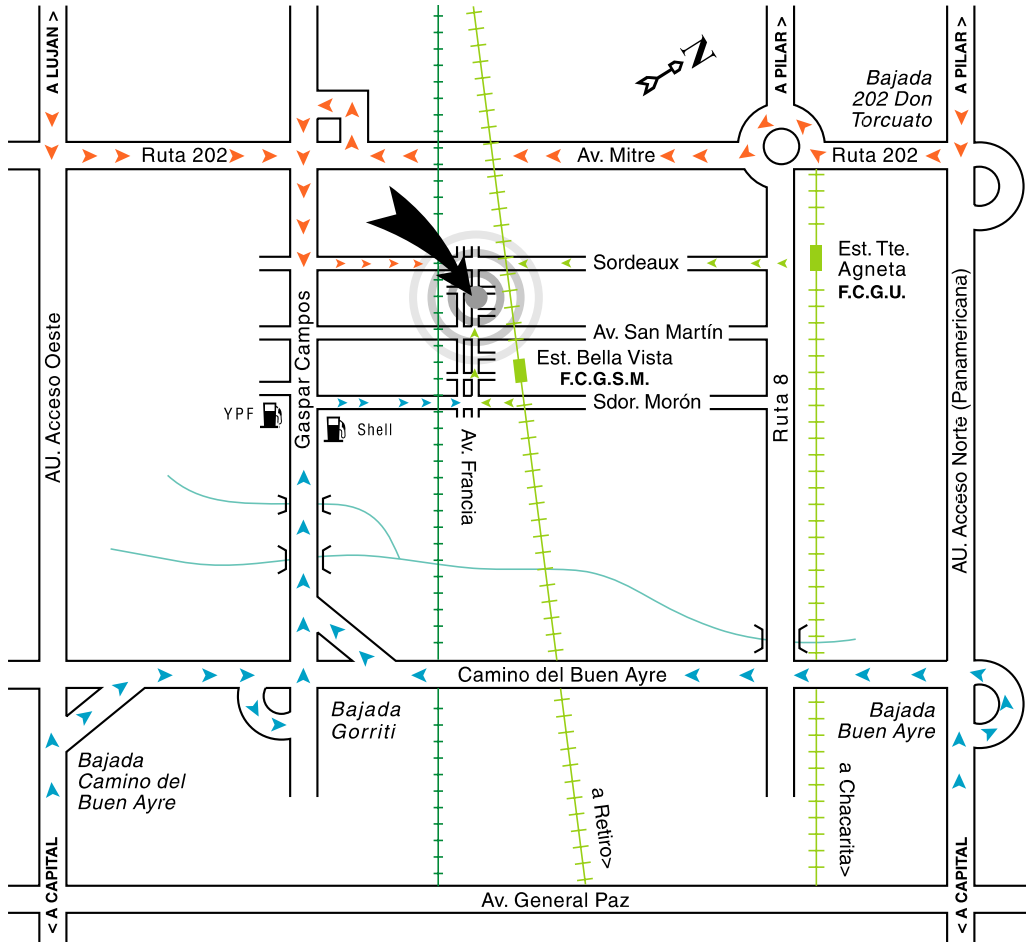 A LUJAN >
A PILAR >
A PILAR >
N
Bajada
202 Don
Torcuato
Ruta 202
Av. Mitre
Ruta 202
Sordeaux
Est. Tte.
Agneta
F.C.G.U.
Av. San Martín
Est. Bella Vista
F.C.G.S.M.
Sdor. Morón
AU. Acceso Oeste
Gaspar Campos
YPF
Shell
Av. Francia
Ruta 8
AU. Acceso Norte (Panamericana)
Camino del Buen Ayre
Bajada
Gorriti
Bajada
Buen Ayre
Bajada
Camino del
Buen Ayre
a Retiro>
a Chacarita>
< A CAPITAL
< A CAPITAL
Av. General Paz